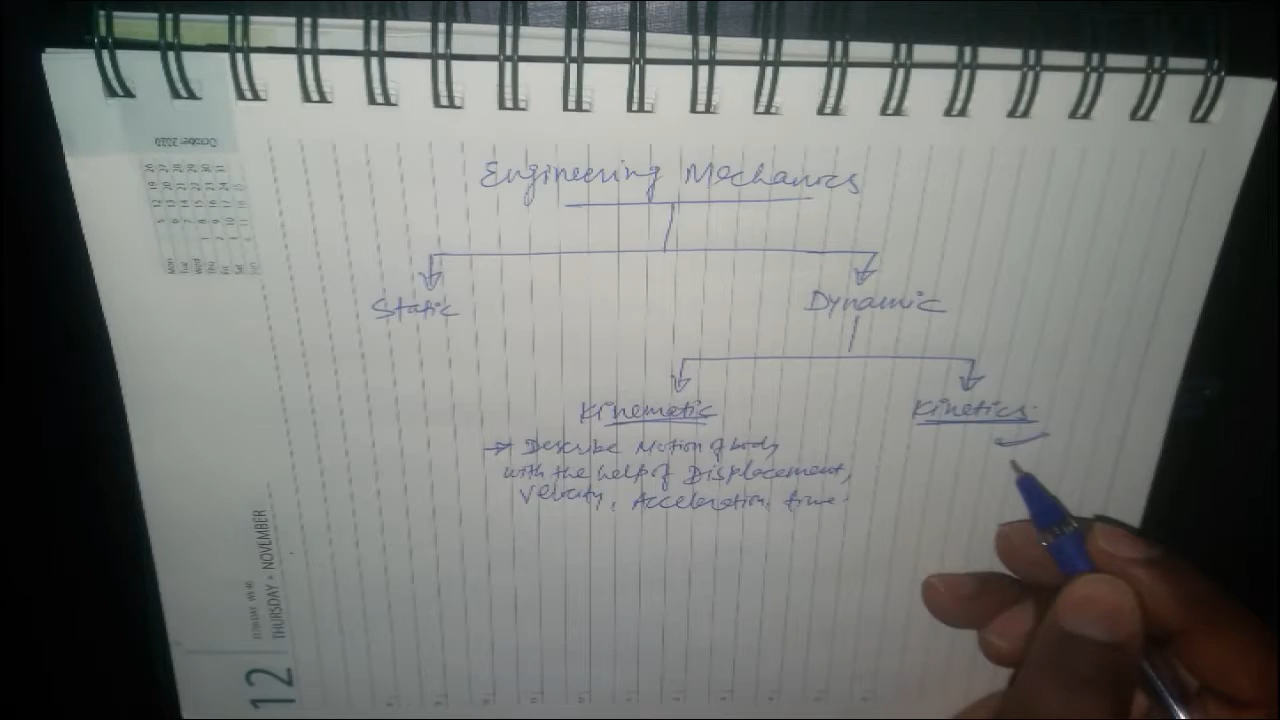 October 2020
Engineering Mechanics
Static
Dynamic
Kinematic
Kinetics.
→ Describe Motion of body
with the help of Displacement,
Velocity, Acceleration, time.
THURSDAY • NOVEMBER
12